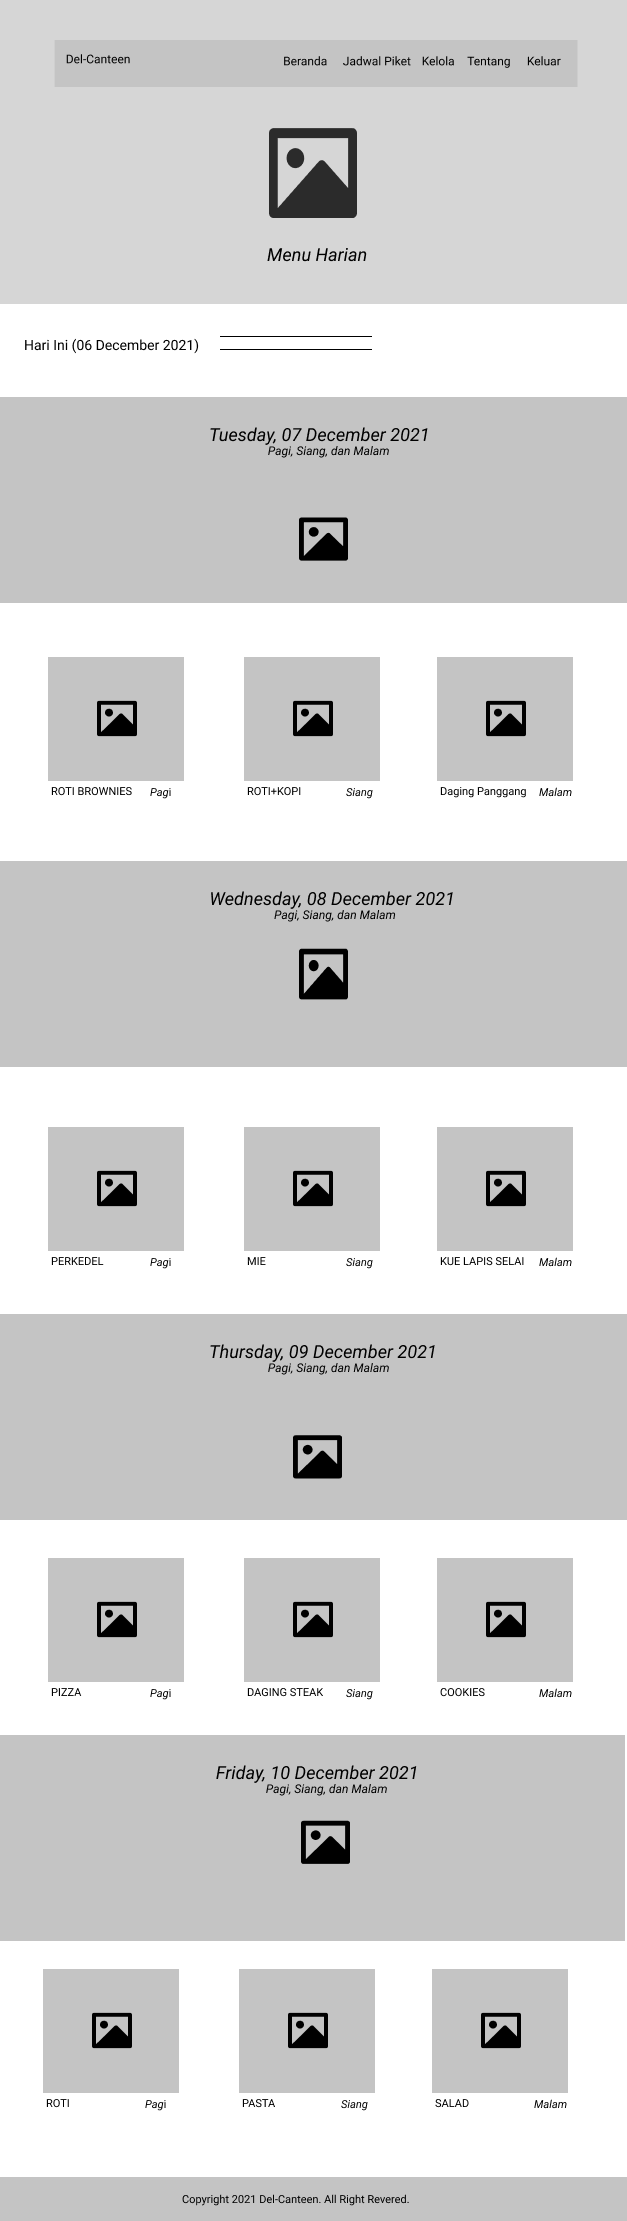 Del-Canteen Beranda Jadwal Piket Kelola Tentang Keluar
Menu Harian
Hari Ini (06 December 2021)
Tuesday, 07 December 2021
Pagi, Siang, dan Malam
ROTI BROWNIES Pagi ROTI+KOPI Siang Daging Panggang Malam
Wednesday, 08 December 2021
Pagi, Siang, dan Malam
PERKEDEL Pagi MIE Siang KUE LAPIS SELAI Malam
Thursday, 09 December 2021
Pagi, Siang, dan Malam
PIZZA Pagi DAGING STEAK Siang COOKIES Malam
Friday, 10 December 2021
Pagi, Siang, dan Malam
ROTI Pagi PASTA Siang SALAD Malam
Copyright 2021 Del-Canteen. All Right Revered.